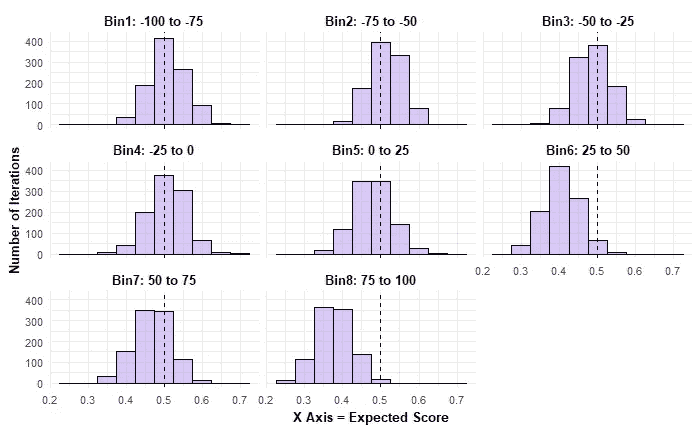 Bin1: -100 to -75
Bin2: -75 to -50
Bin3: -50 to -25
400
300
200
100
0
Bin4: -25 to 0
Bin5: 0 to 25
Bin6: 25 to 50
400
300
200
100
0
0.2 0.3 0.4 0.5 0.6 0.7
Bin7: 50 to 75
Bin8: 75 to 100
400
300
200
100
0
0.2 0.3 0.4 0.5 0.6 0.7
0.2 0.3 0.4 0.5 0.6 0.7
Number of Iterations
X Axis = Expected Score